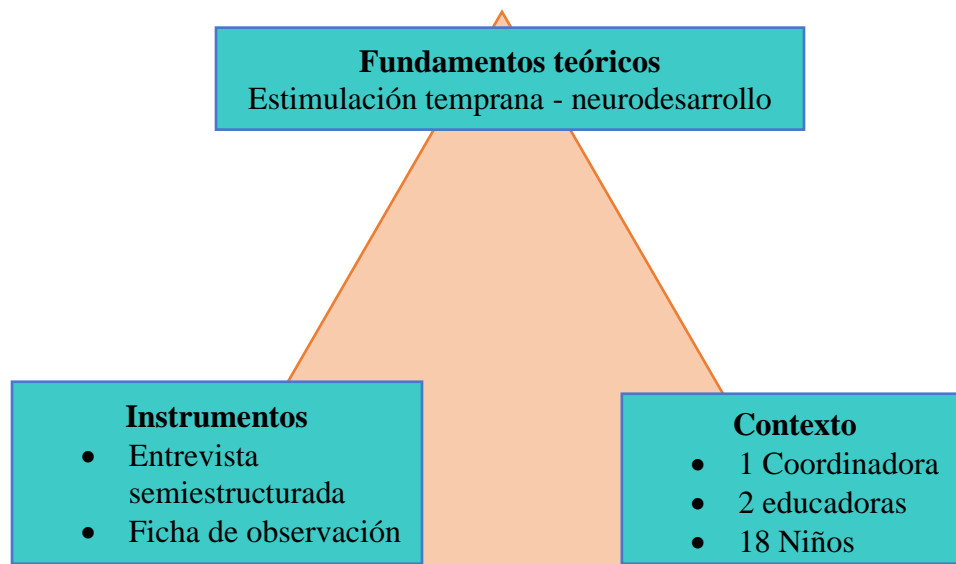 Fundamentos teóricos
Estimulación temprana - neurodesarrollo
Instrumentos
• Entrevista
semiestructurada
• Ficha de observación
Contexto
• 1 Coordinadora
• 2 educadoras
• 18 Niños